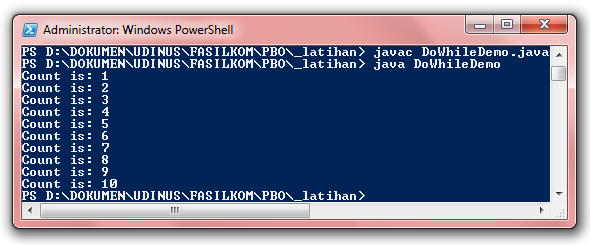 Administrator: Windows PowerShell
PS D:\DOKUMEN\UDINUS\FASILKOM\PBO\_latihan> javac DoWhileDemo.java
PS D:\DOKUMEN\UDINUS\FASILKOM\PBO\_latihan> java DoWhileDemo
Count is: 1
Count is: 2
Count is: 3
Count is: 4
Count is: 5
Count is: 6
Count is: 7
Count is: 8
Count is: 9
Count is: 10
PS D:\DOKUMEN\UDINUS\FASILKOM\PBO\_latihan>